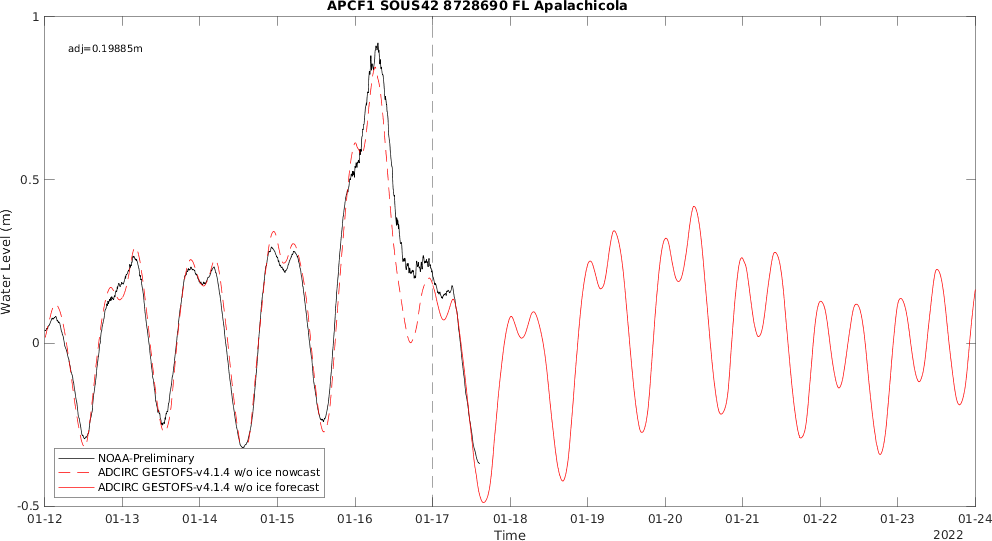 APCF1 SOUS42 8728690 FL Apalachicola
adj=0.19885m
1
0.5
0
-0.5
Water Level (m)
NOAA-Preliminary
ADCIRC GESTOFS-v4.1.4 w/o ice nowcast
ADCIRC GESTOFS-v4.1.4 w/o ice forecast
01-12 01-13 01-14 01-15 01-16 01-17 01-18 01-19 01-20 01-21 01-22 01-23 01-24
Time
2022